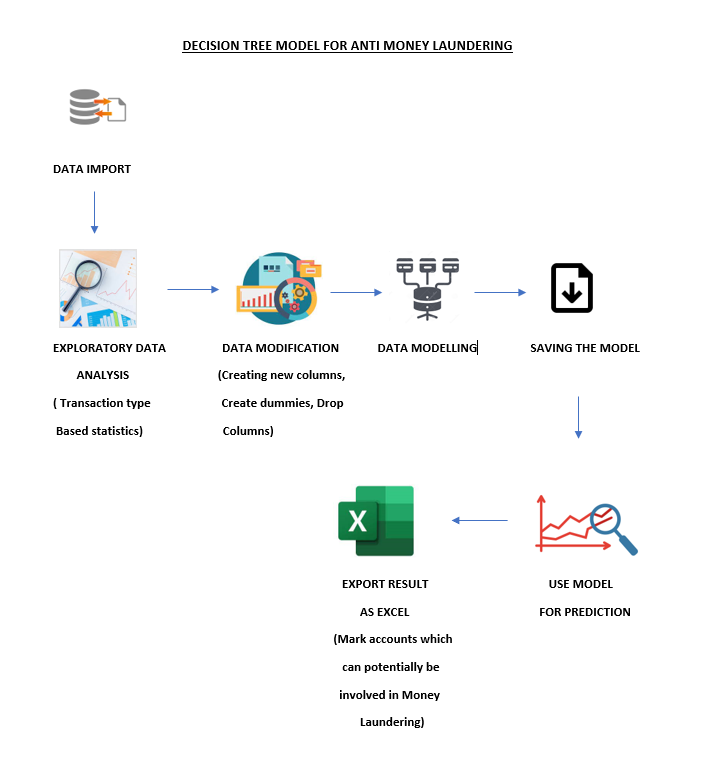 DECISION TREE MODEL FOR ANTI MONEY LAUNDERING
DATA IMPORT
EXPLORATORY DATA
ANALYSIS
( Transaction type
Based statistics)
DATA MODIFICATION
(Creating new columns,
Create dummies, Drop
Columns)
DATA MODELLING
SAVING THE MODEL
X
EXPORT RESULT
AS EXCEL
(Mark accounts which
can potentially be
involved in Money
Laundering)
USE MODEL
FOR PREDICTION